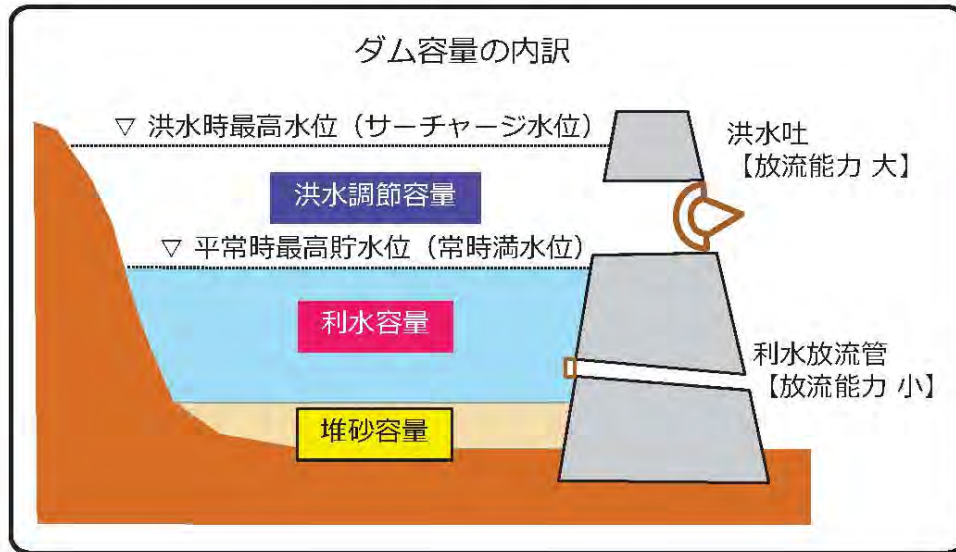 ダム容量の内訳
▽ 洪水時最高水位（サーチャージ水位）
洪水吐
【放流能力 大】
洪水調節容量
▽ 平常時最高貯水位（常時満水位）
利水容量
利水放流管
【放流能力 小】
堆砂容量